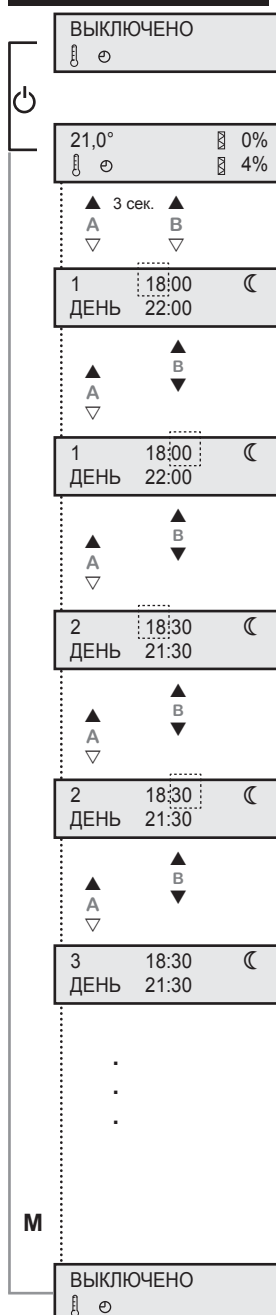 ВЫКЛЮЧЕНО
21,0° 0%
4%
3 сек.
A B
1 18:00
ДЕНЬ 22:00
B
A
1 18:00
ДЕНЬ 22:00
B
A
2 18:30
ДЕНЬ 21:30
B
A
2 18:30
ДЕНЬ 21:30
B
A
3 18:30
ДЕНЬ 21:30
.
.
.
M
ВЫКЛЮЧЕНО